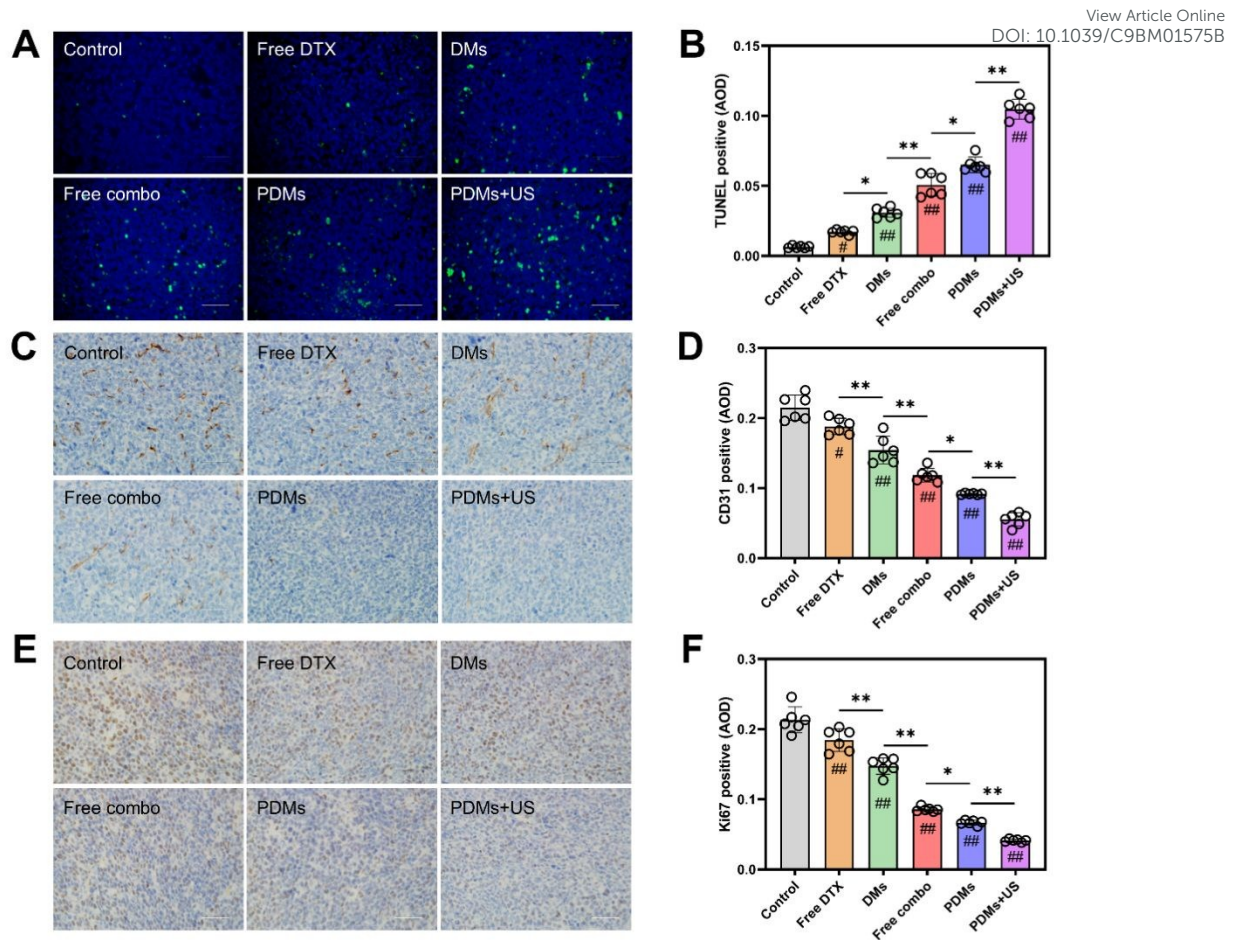 View Article Online
DOI: 10.1039/C9BM01575B
A
Control
Free DTX
DMs
Free combo
PDMs
PDMs+US
B
TUNEL positive (AOD)
0.15
0.10
0.05
0.00
**
*
**
*
#
##
##
##
##
Control
Free DTX
DMs
Free combo
PDMs
PDMs+US
C
Control
Free DTX
DMs
Free combo
PDMs
PDMs+US
D
CD31 positive (AOD)
0.3
0.2
0.1
0.0
**
**
*
**
#
##
##
##
##
Control
Free DTX
DMs
Free combo
PDMs
PDMs+US
E
Control
Free DTX
DMs
Free combo
PDMs
PDMs+US
F
Ki67 positive (AOD)
0.3
0.2
0.1
0.0
**
**
*
**
##
##
##
##
##
Control
Free DTX
DMs
Free combo
PDMs
PDMs+US